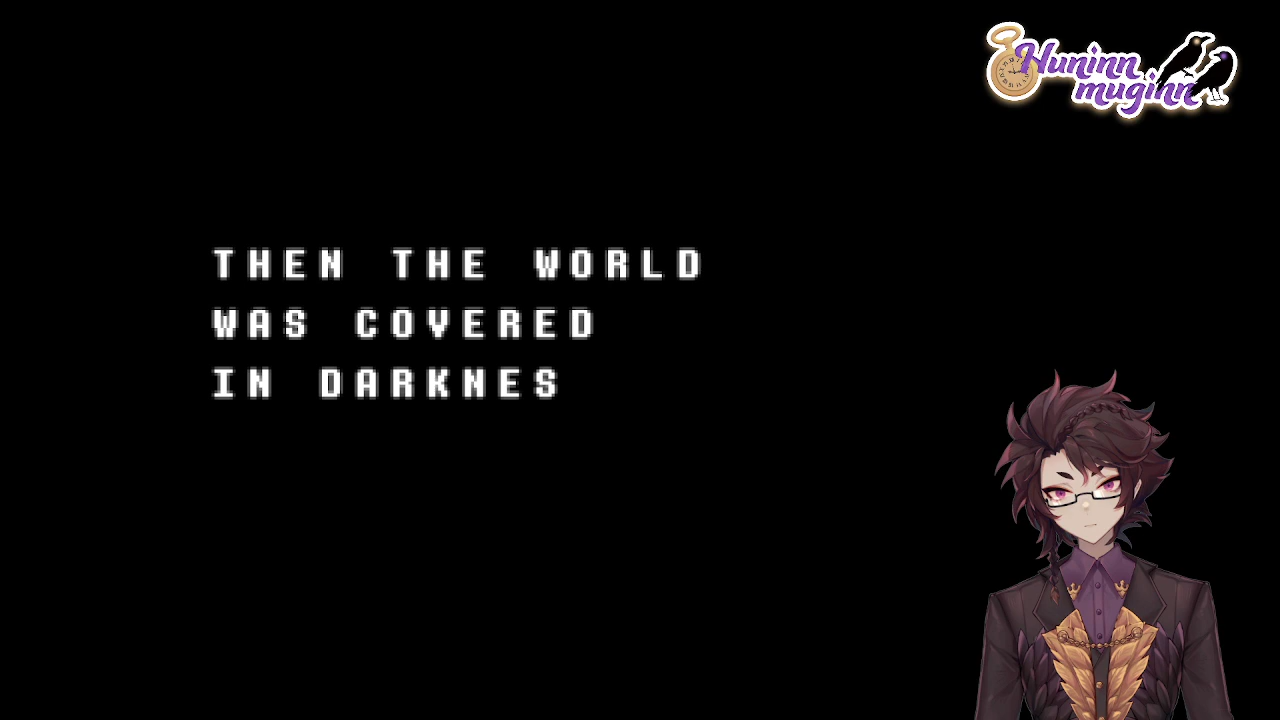 Huninn
muginn
THEN THE WORLD
WAS COVERED
IN DARKNES